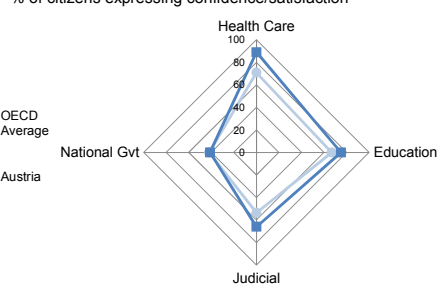 % of citizens expressing confidence/satisfaction
Health Care
100
80
60
40
20
0
OECD
Average
National Gvt
Education
Austria
Judicial